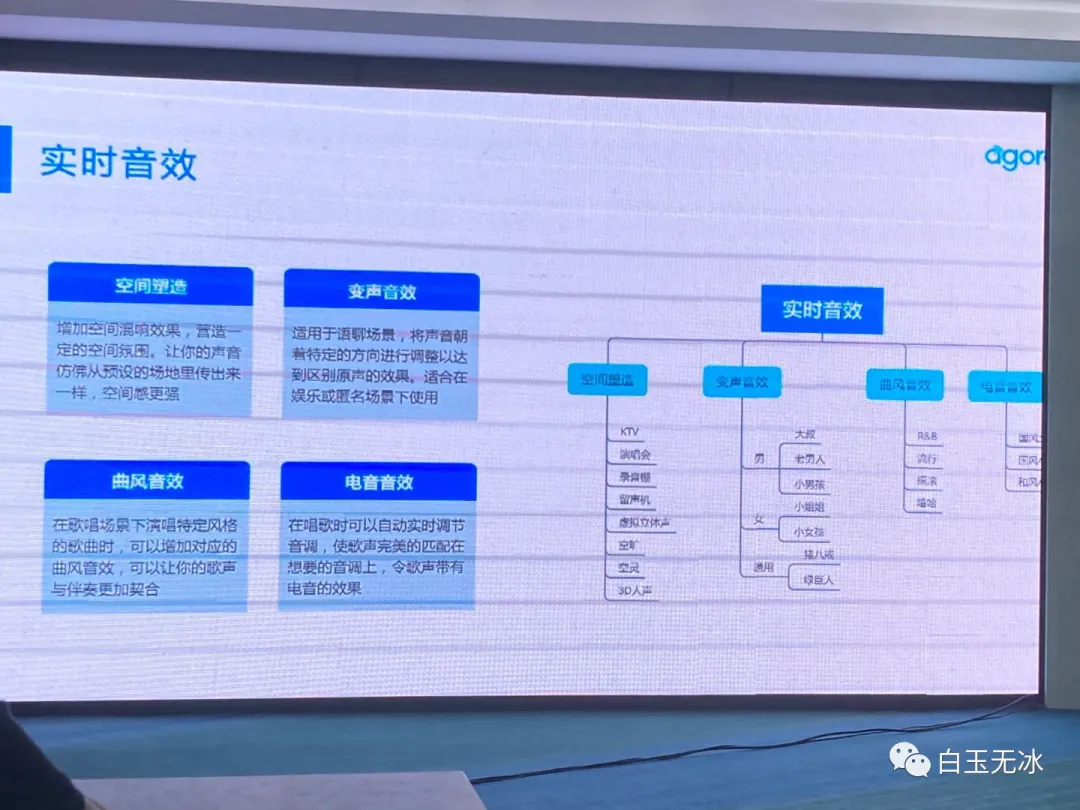 实时音效
agor
空间塑造
增加空间混响效果，营造一
定的空间氛围。让你的声音
仿佛从预设的场地里传出来
一样，空间感更强
变声音效
适用于语聊场景，将声音朝
着特定的方向进行调整以达
到区别原声的效果。适合在
娱乐或匿名场景下使用
曲风音效
在歌唱场景下演唱特定风格
的歌曲时，可以增加对应的
曲风音效，可以让你的歌声
与伴奏更加契合
电音音效
在唱歌时可以自动实时调节
音调，使歌声完美的匹配在
想要的音调上，令歌声带有
电音的效果
实时音效
空间塑造
KTV
演唱会
录音棚
留声机
虚拟立体声
空旷
空灵
3D人声
变声音效
男
大叔
老男人
小男孩
女
小姐姐
小女孩
通用
猪八戒
绿巨人
曲风音效
R&B
流行
摇滚
嘻哈
电音音效
国风
国风
和风
白玉无冰